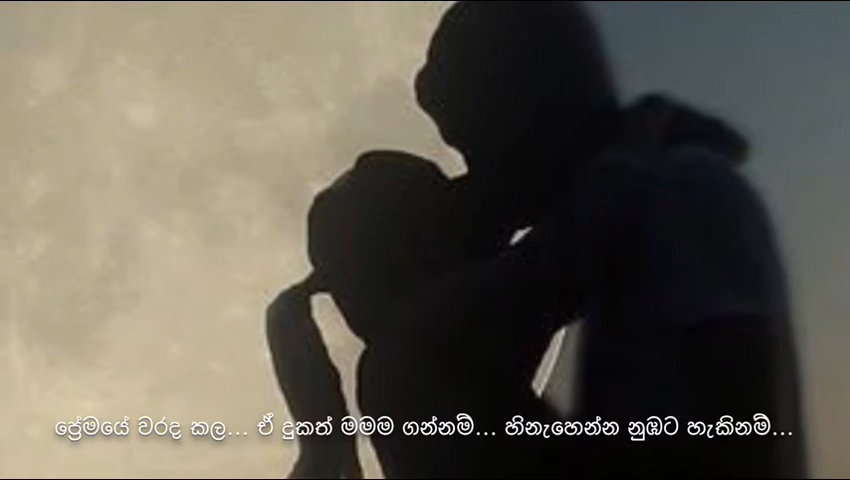 ප්‍රේමයේ වරද කල... ඒ දුකත් මමම ගන්නම්... හිනැහෙන්න නුඹට හැකිනම්...